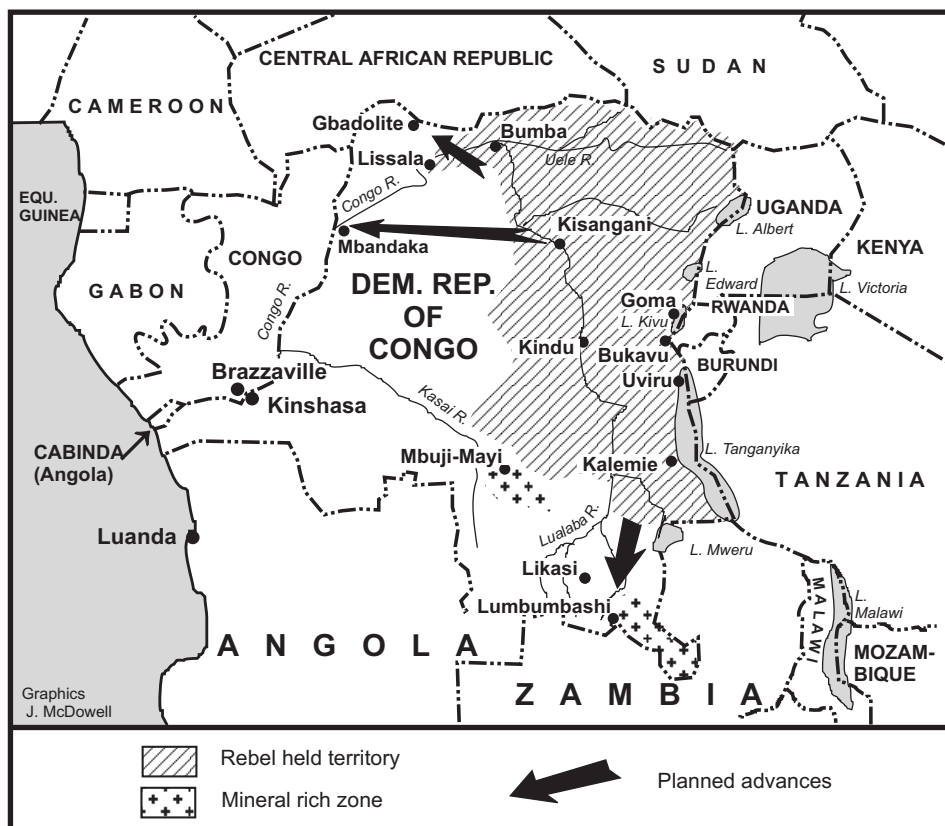 CENTRAL AFRICAN REPUBLIC
SUDAN
CAMEROON
Gbadolite
Bumba
Lissala
Uele R.
Congo R.
EQU.
GUINEA
Kisangani
UGANDA
L. Albert
Mbandaka
CONGO
KENYA
GABON
DEM. REP.
OF
CONGO
L.
Edward
L. Victoria
Goma
RWANDA
L. Kivu
Congo R.
Kindu
Bukavu
BURUNDI
Brazzaville
Uviru
Kinshasa
Kasai R.
CABINDA
(Angola)
Mbuji-Mayi
Kalemie
L. Tanganyika
TANZANIA
Luanda
Lualaba R.
L. Mweru
Likasi
MALAWI
L.
Malawi
Lumbumbashi
ANGOLA
MOZAM-
BIQUE
ZAMBIA
Graphics
J. McDowell
Rebel held territory
Planned advances
Mineral rich zone